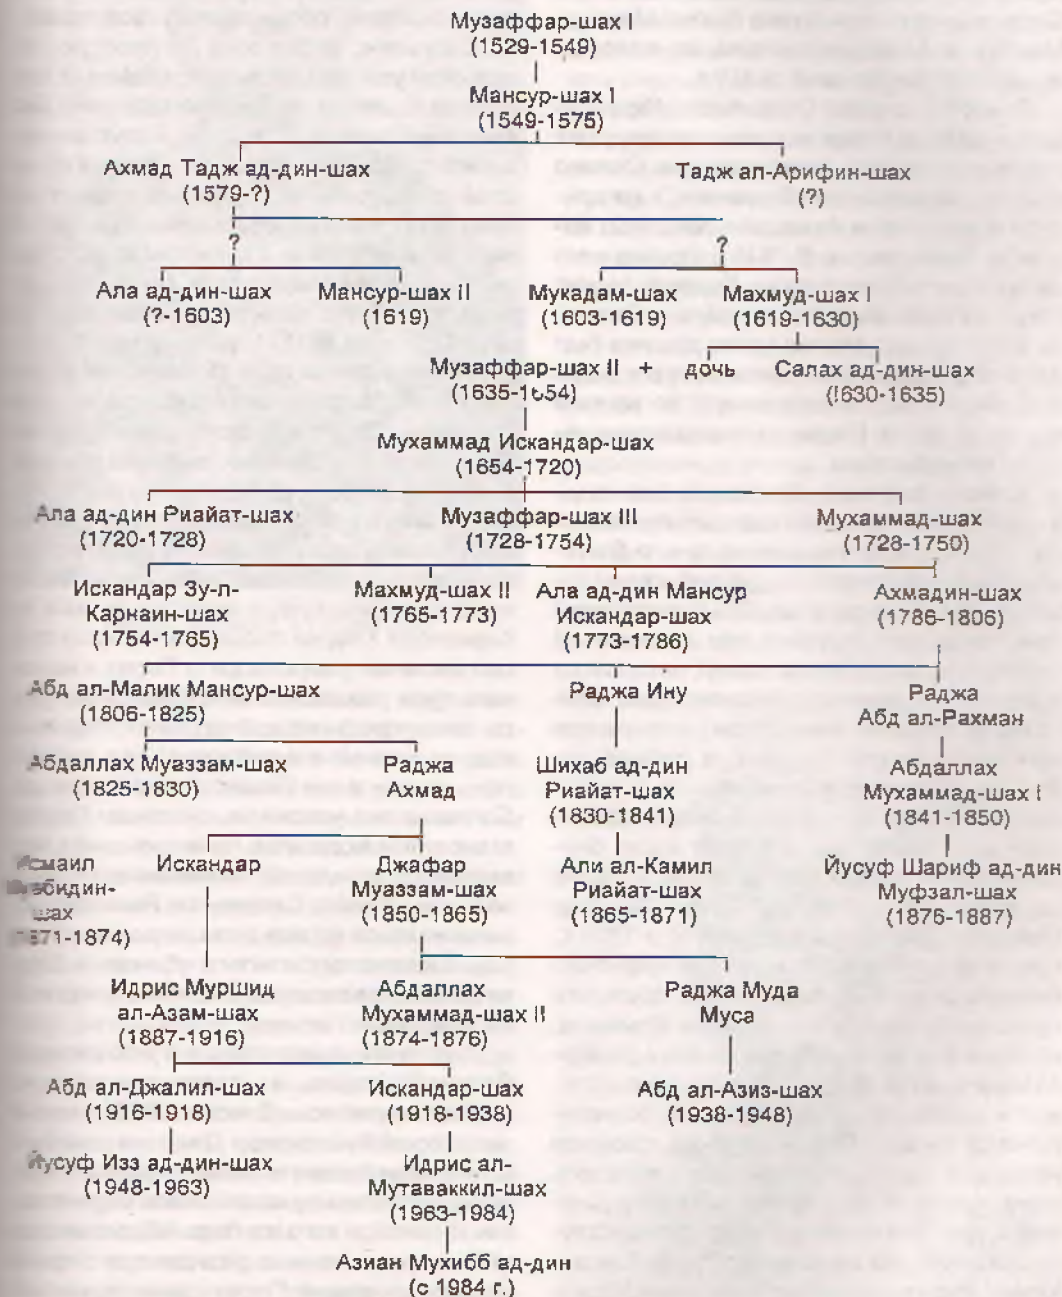 Музаффар-шах I
(1529-1549)
Мансур-шах I
(1549-1575)
Ахмад Тадж ад-дин-шах
(1579-?)
Тадж ал-Арифин-шах
(?)
?
?
Ала ад-дин-шах
(?-1603)
Мансур-шах II
(1619)
Мукадам-шах
(1603-1619)
Махмуд-шах I
(1619-1630)
Музаффар-шах II + дочь
(1635-1654)
Салах ад-дин-шах
(1630-1635)
Мухаммад Искандар-шах
(1654-1720)
Ала ад-дин Риайат-шах
(1720-1728)
Музаффар-шах III
(1728-1754)
Мухаммад-шах
(1728-1750)
Искандар Зу-л-
Карнаин-шах
(1754-1765)
Махмуд-шах II
(1765-1773)
Ала ад-дин Мансур
Искандар-шах
(1773-1786)
Ахмадин-шах
(1786-1806)
Абд ал-Малик Мансур-шах
(1806-1825)
Раджа Ину
Раджа
Абд ал-Рахман
Абдаллах Муаззам-шах
(1825-1830)
Раджа
Ахмад
Шихаб ад-дин
Риайат-шах
(1830-1841)
Абдаллах
Мухаммад-шах I
(1841-1850)
Исмаил
шах
1871-1874)
Искандар
Джафар
Муаззам-шах
(1850-1865)
Али ал-Камил
Риайат-шах
(1865-1871)
Йусуф Шариф ад-дин
Муфзал-шах
(1876-1887)
Идрис Муршид
ал-Азам-шах
(1887-1916)
Абдаллах
Мухаммад-шах II
(1874-1876)
Раджа Муда
Муса
Абд ал-Джалил-шах
(1916-1918)
Искандар-шах
(1918-1938)
Абд ал-Азиз-шах
(1938-1948)
Йусуф Изз ад-дин-шах
(1948-1963)
Идрис ал-
Мутаваккил-шах
(1963-1984)
Азиан Мухибб ад-дин
(с 1984 г.)